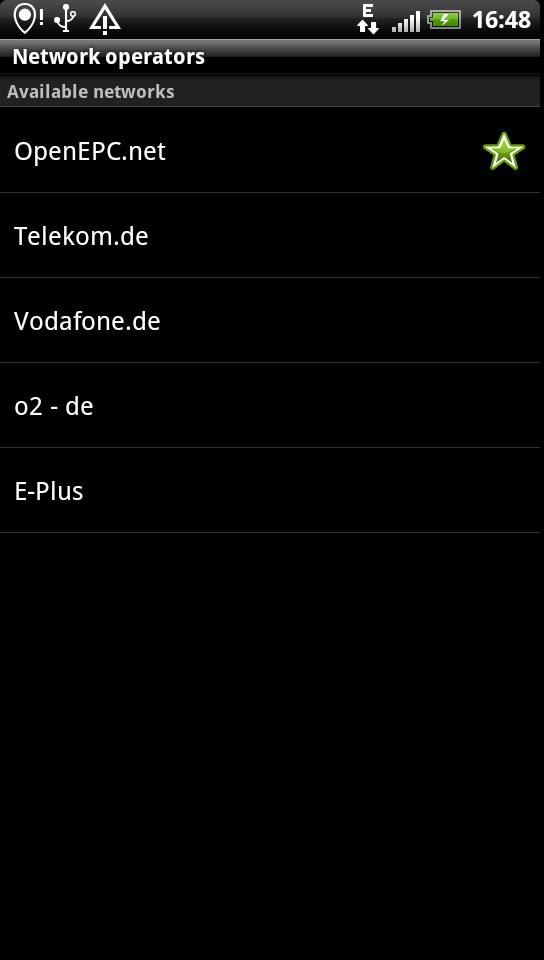 ! E 16:48
Network operators
Available networks
OpenEPC.net
Telekom.de
Vodafone.de
o2 - de
E-Plus